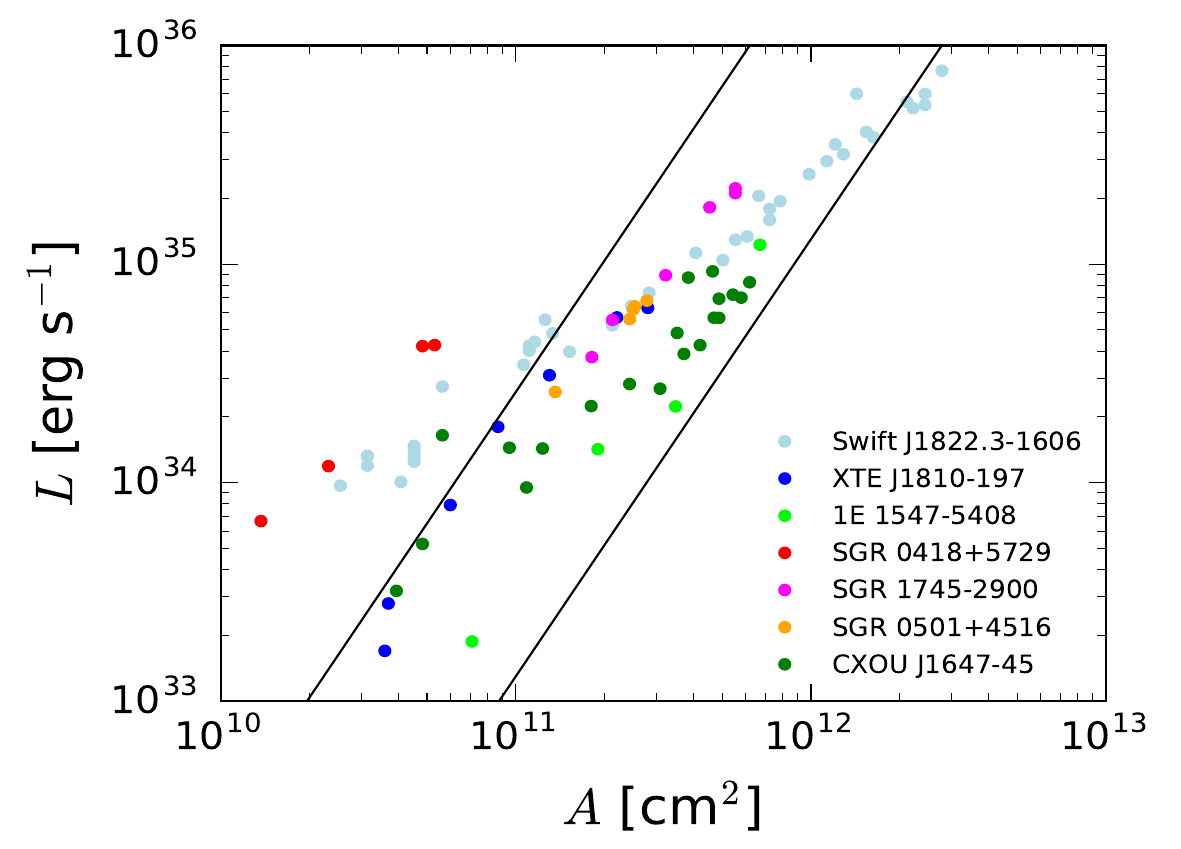 10^36
10^35
10^34
10^33
L [erg s^−1]
Swift J1822.3-1606
XTE J1810-197
1E 1547-5408
SGR 0418+5729
SGR 1745-2900
SGR 0501+4516
CXOU J1647-45
10^10 10^11 10^12 10^13
A [cm^2]